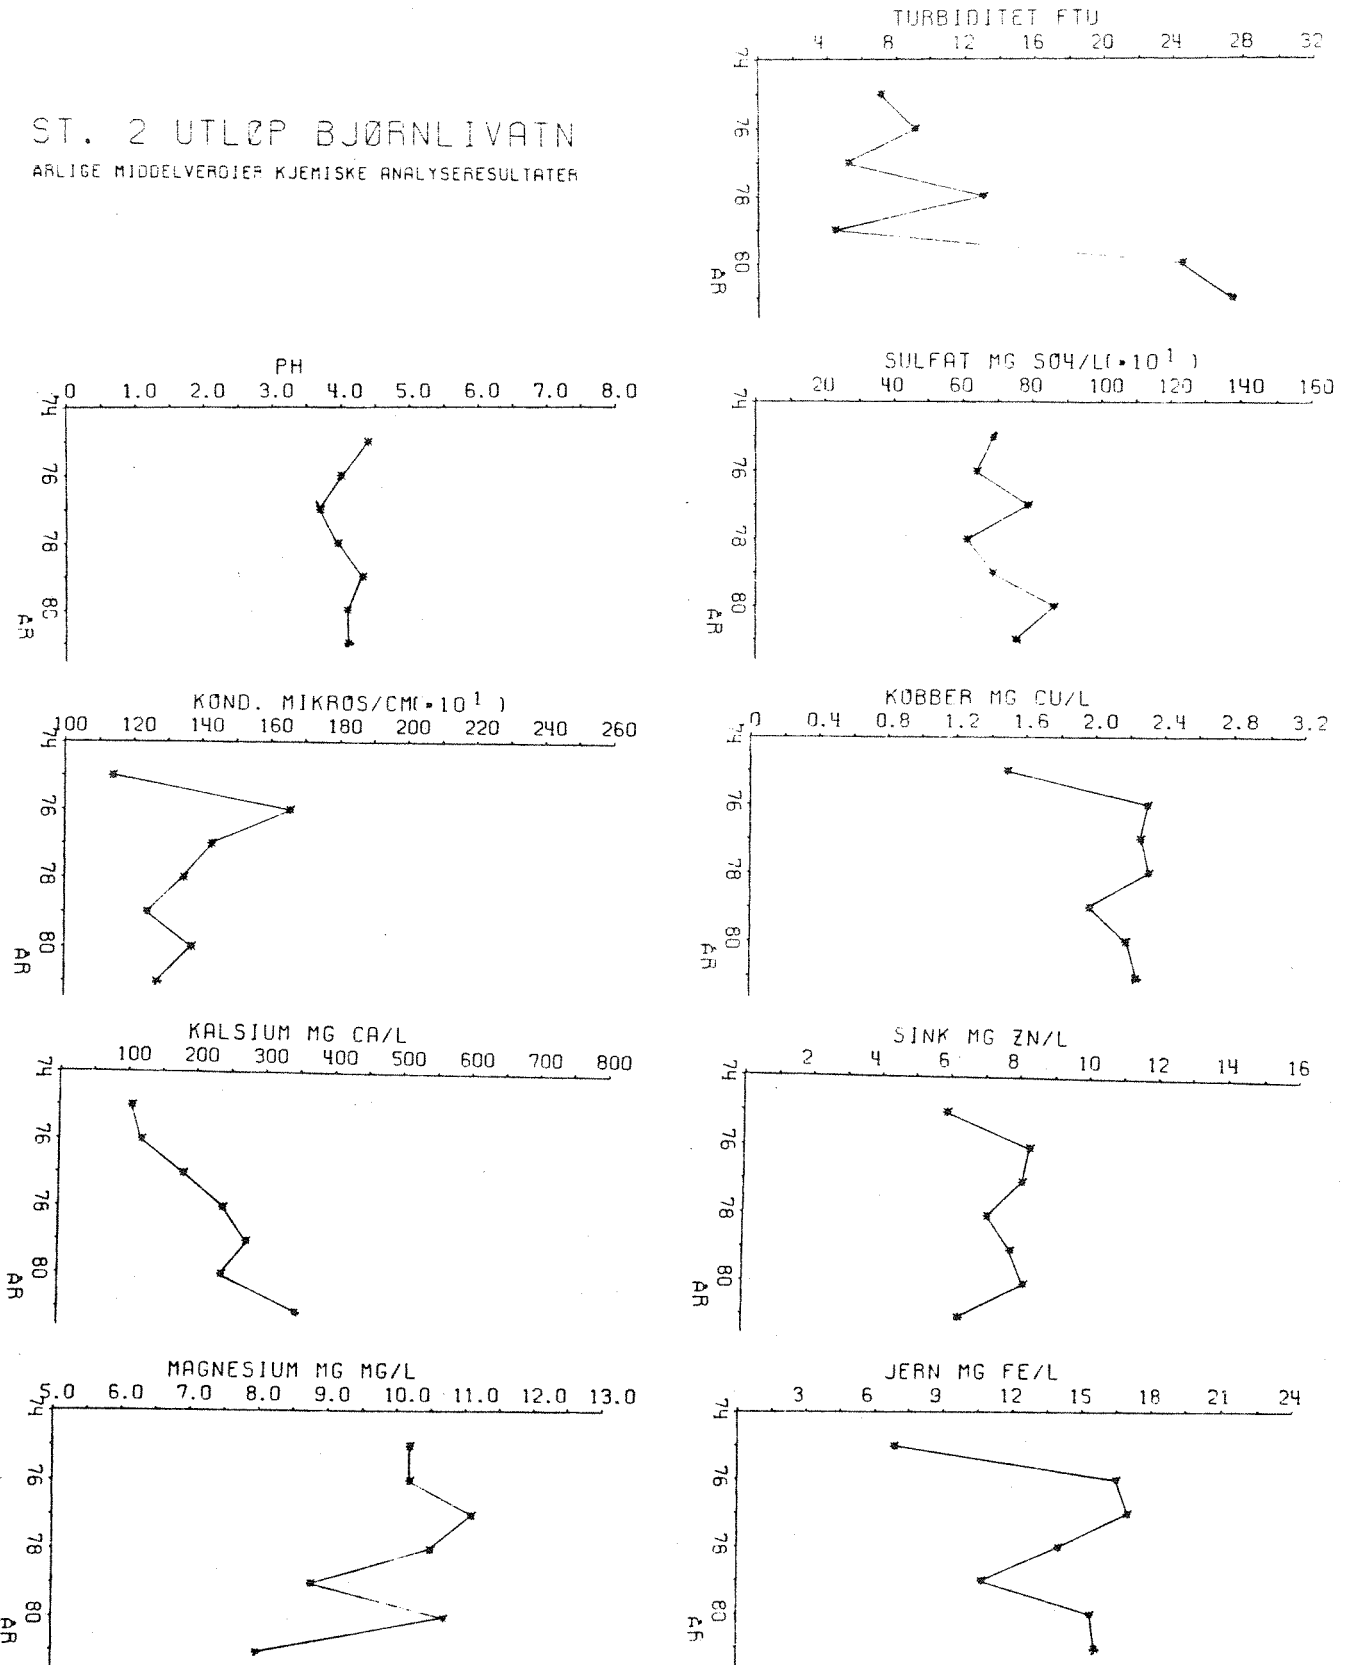 TURBIDITET FTU
4 8 12 16 20 24 28 32
74
76
78
80
ÅR
ST. 2 UTLØP BJØRNLIVATN
ARLIGE MIDDELVERDIER KJEMISKE ANALYSERESULTATER
PH
.0 1.0 2.0 3.0 4.0 5.0 6.0 7.0 8.0
74
76
78
80
ÅR
SULFAT MG SO4/L(*10¹ )
20 40 60 80 100 120 140 160
74
76
78
80
ÅR
KOND. MIKROS/CM(*10¹ )
100 120 140 160 180 200 220 240 260
74
76
78
80
ÅR
KOBBER MG CU/L
.0 0.4 0.8 1.2 1.6 2.0 2.4 2.8 3.2
74
76
78
80
ÅR
KALSIUM MG CA/L
100 200 300 400 500 600 700 800
74
76
78
80
ÅR
SINK MG ZN/L
2 4 6 8 10 12 14 16
74
76
78
80
ÅR
MAGNESIUM MG MG/L
5.0 6.0 7.0 8.0 9.0 10.0 11.0 12.0 13.0
74
76
78
80
ÅR
JERN MG FE/L
3 6 9 12 15 18 21 24
74
76
78
80
ÅR